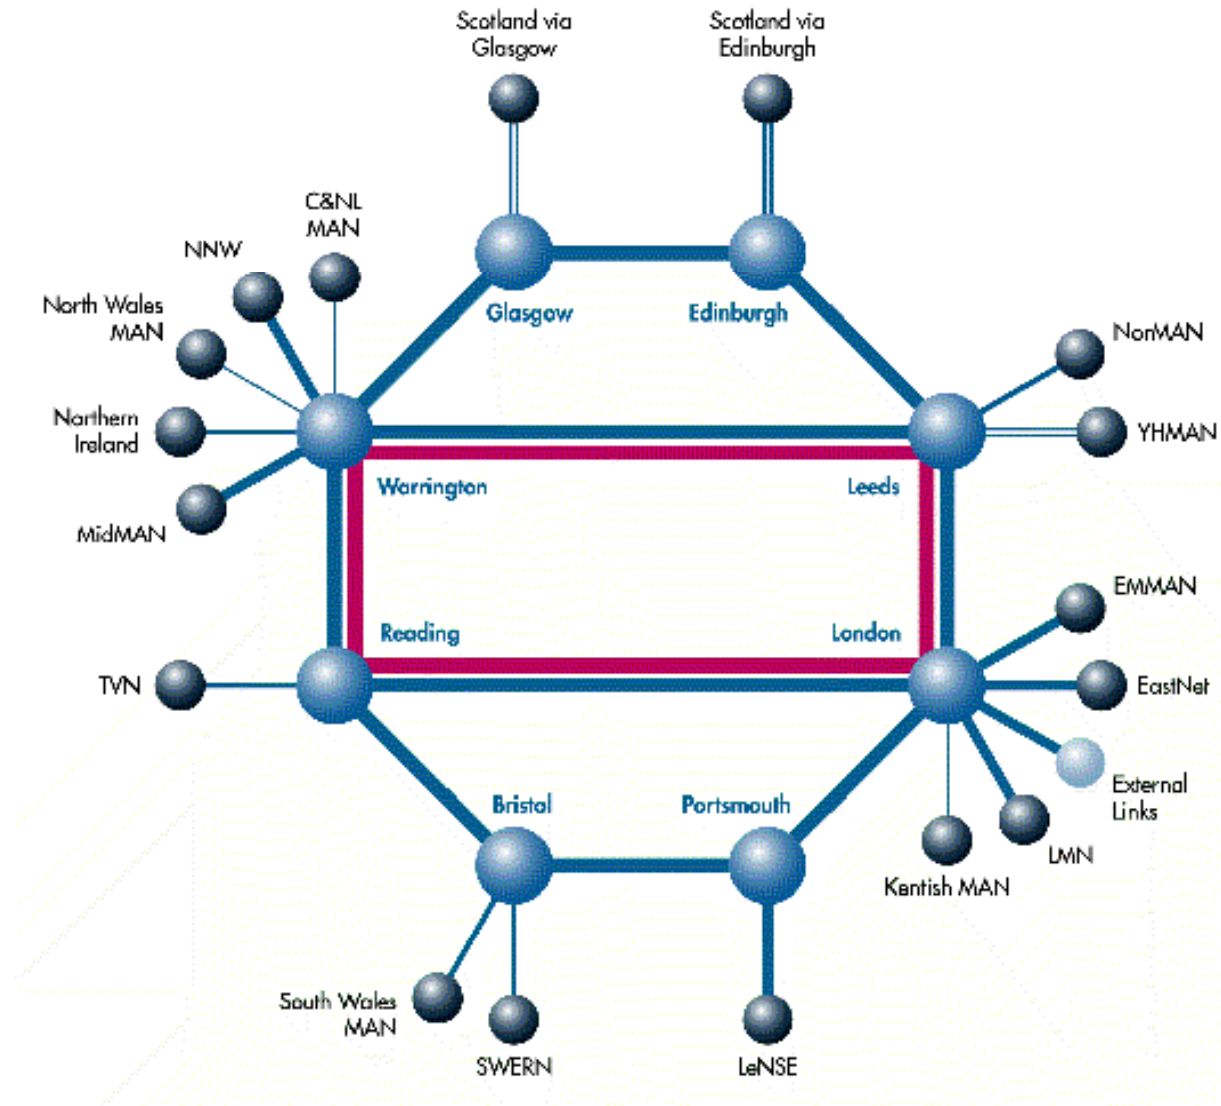 Scotland via
Glasgow
Scotland via
Edinburgh
C&NL
MAN
NNW
North Wales
MAN
Glasgow
Edinburgh
NorMAN
Northern
Ireland
YHMAN
Warrington
Leeds
MidMAN
EMMAN
Reading
London
TVN
EastNet
External
Links
Bristol
Portsmouth
LMN
Kentish MAN
South Wales
MAN
SWERN
LeNSE